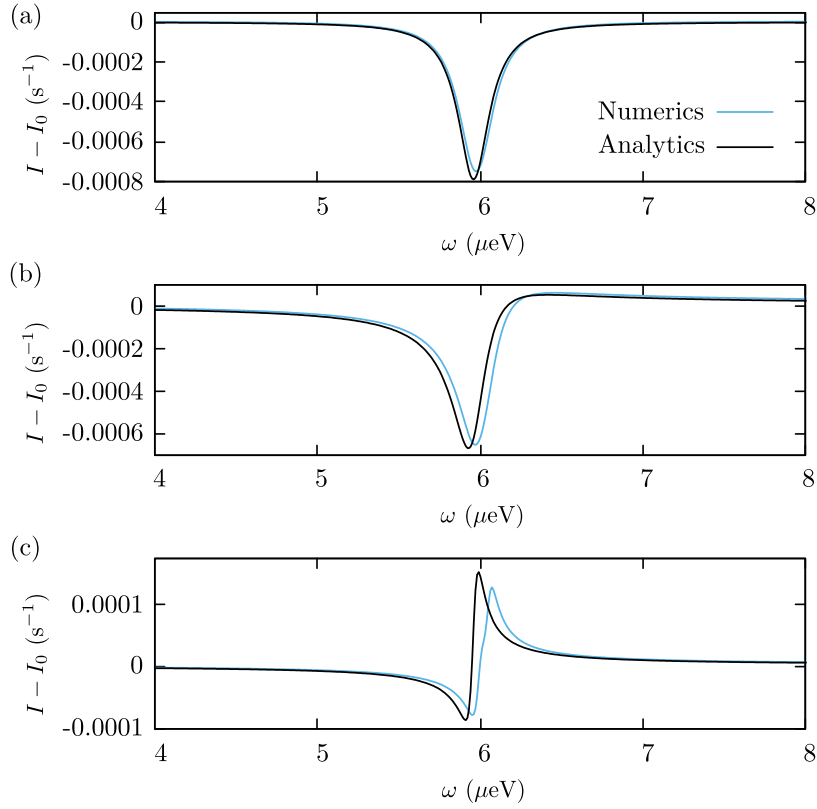 (a)
0
-0.0002
-0.0004
-0.0006
-0.0008
I − I₀ (s⁻¹)
Numerics
Analytics
4 5 6 7 8
ω (μeV)
(b)
0
-0.0002
-0.0004
-0.0006
I − I₀ (s⁻¹)
4 5 6 7 8
ω (μeV)
(c)
0.0001
0
-0.0001
I − I₀ (s⁻¹)
4 5 6 7 8
ω (μeV)